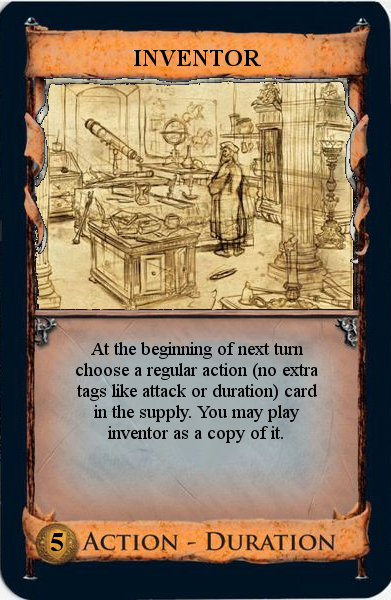 INVENTOR
At the beginning of next turn
choose a regular action (no extra
tags like attack or duration) card
in the supply. You may play
inventor as a copy of it.
5 ACTION - DURATION